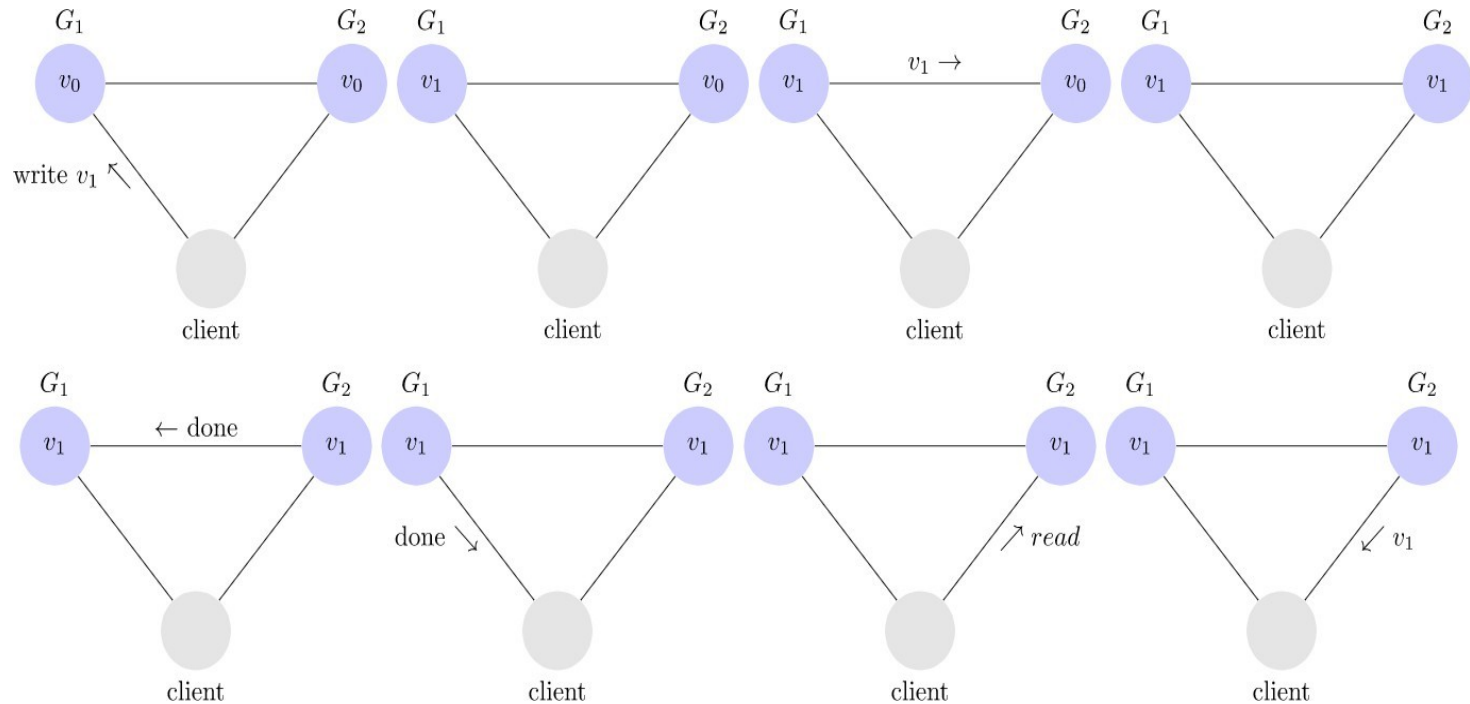 G₁ G₂ G₁ G₂ G₁ G₂ G₁ G₂
v₁ →
v₀ v₀ v₁ v₀ v₁ v₀ v₁ v₁
write v₁ ↖
client client client client
G₁ G₂ G₁ G₂ G₁ G₂ G₁ G₂
← done
v₁ v₁ v₁ v₁ v₁ v₁ v₁ v₁
done ↘ ↗ read ↙ v₁
client client client client